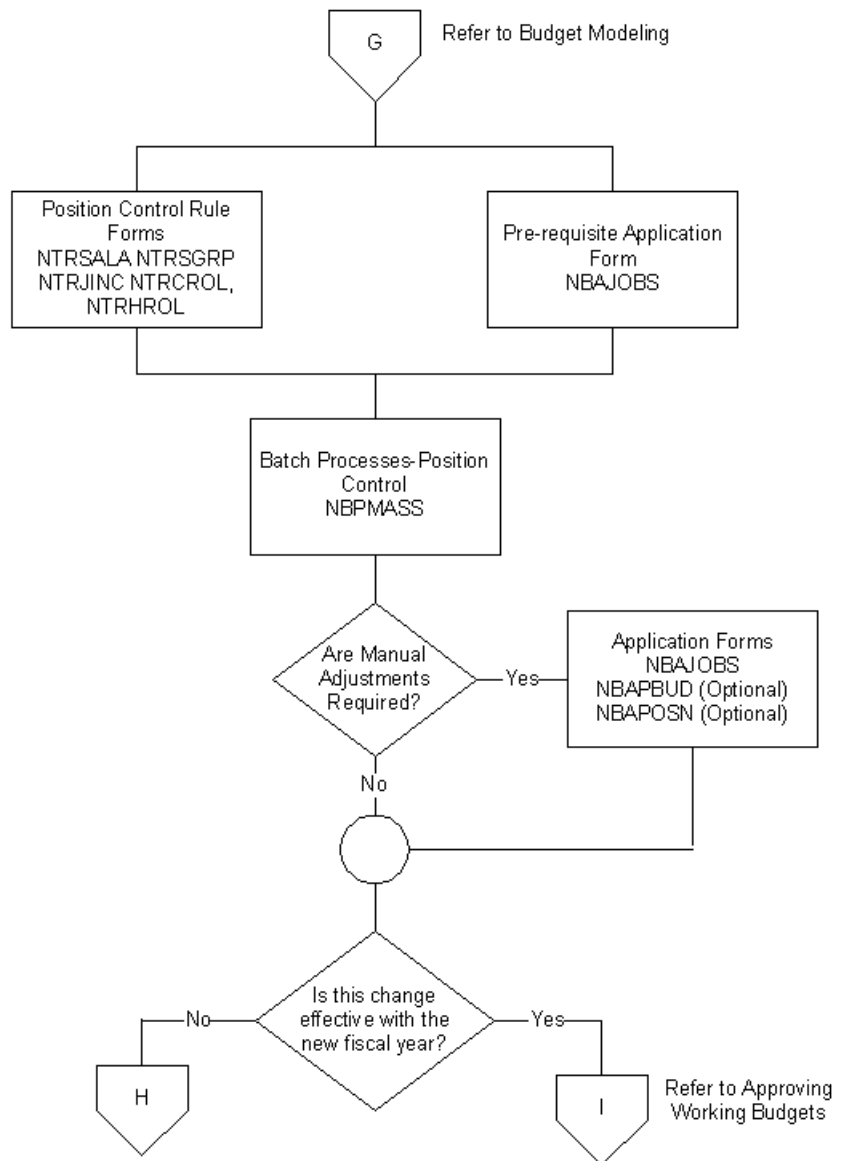 G
Refer to Budget Modeling
Position Control Rule
Forms
NTRSALA NTRSGRP
NTRJINC NTRCROL,
NTRHROL
Pre-requisite Application
Form
NBAJOBS
Batch Processes-Position
Control
NBPMASS
Are Manual
Adjustments
Required?
Yes
Application Forms
NBAJOBS
NBAPBUD (Optional)
NBAPOSN (Optional)
No
Is this change
effective with the
new fiscal year?
No
Yes
H
I
Refer to Approving
Working Budgets